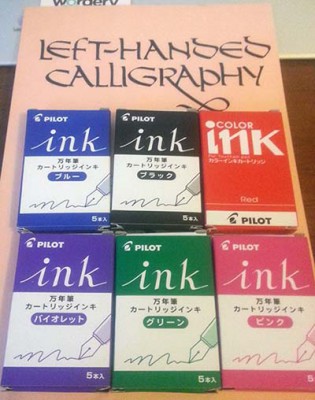 wordery
LEFT-HANDED
CALLIGRAPHY
PILOT
ink
万年筆
カートリッジインキ
ブルー
5本入
PILOT
ink
万年筆
カートリッジインキ
ブラック
5本入
COLOR
ink
For fountain pen
カラーインキカートリッジ
Red
PILOT
PILOT
ink
万年筆
カートリッジインキ
バイオレット
5本入
PILOT
ink
万年筆
カートリッジインキ
グリーン
5本入
PILOT
ink
万年筆
カートリッジインキ
ピンク
5本入